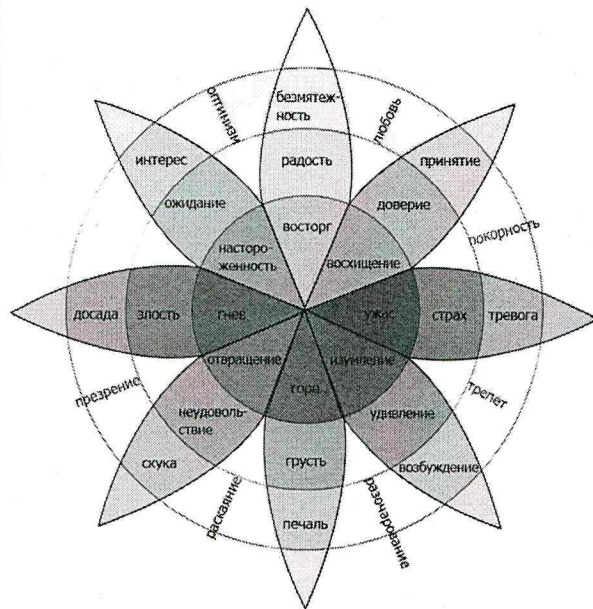 безмятеж-
ность
оптимизм
любовь
интерес
радость
принятие
ожидание
доверие
насторо-
женность
восторг
восхищение
покорность
досада
злость
гнев
ужас
страх
тревога
отвращение
изумление
горе
презрение
трепет
неудоволь-
ствие
удивление
скука
грусть
возбуждение
раскаяние
разочарование
печаль